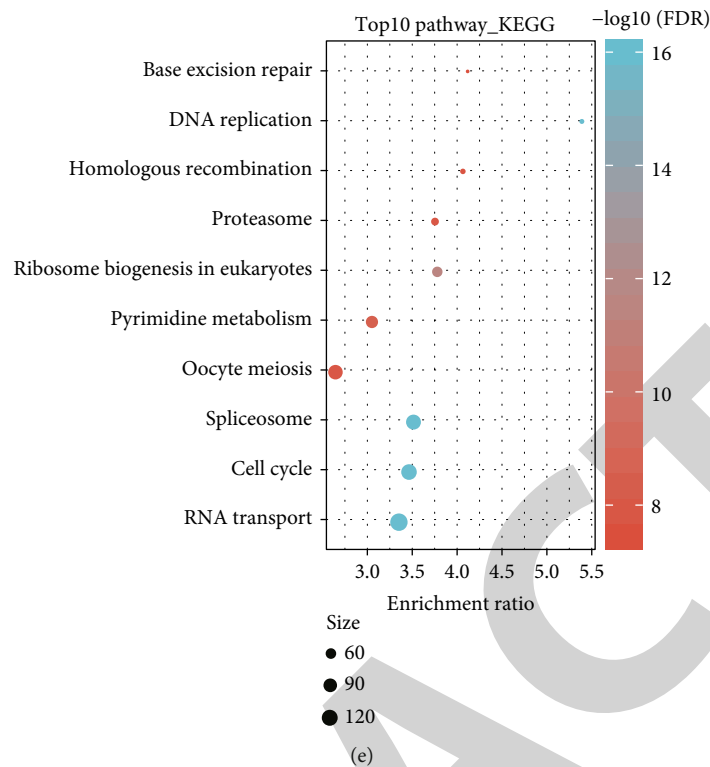 Top10 pathway_KEGG
−log10 (FDR)
Base excision repair
DNA replication
Homologous recombination
Proteasome
Ribosome biogenesis in eukaryotes
Pyrimidine metabolism
Oocyte meiosis
Spliceosome
Cell cycle
RNA transport
16
14
12
10
8
3.0 3.5 4.0 4.5 5.0 5.5
Enrichment ratio
Size
60
90
120
(e)
ACT